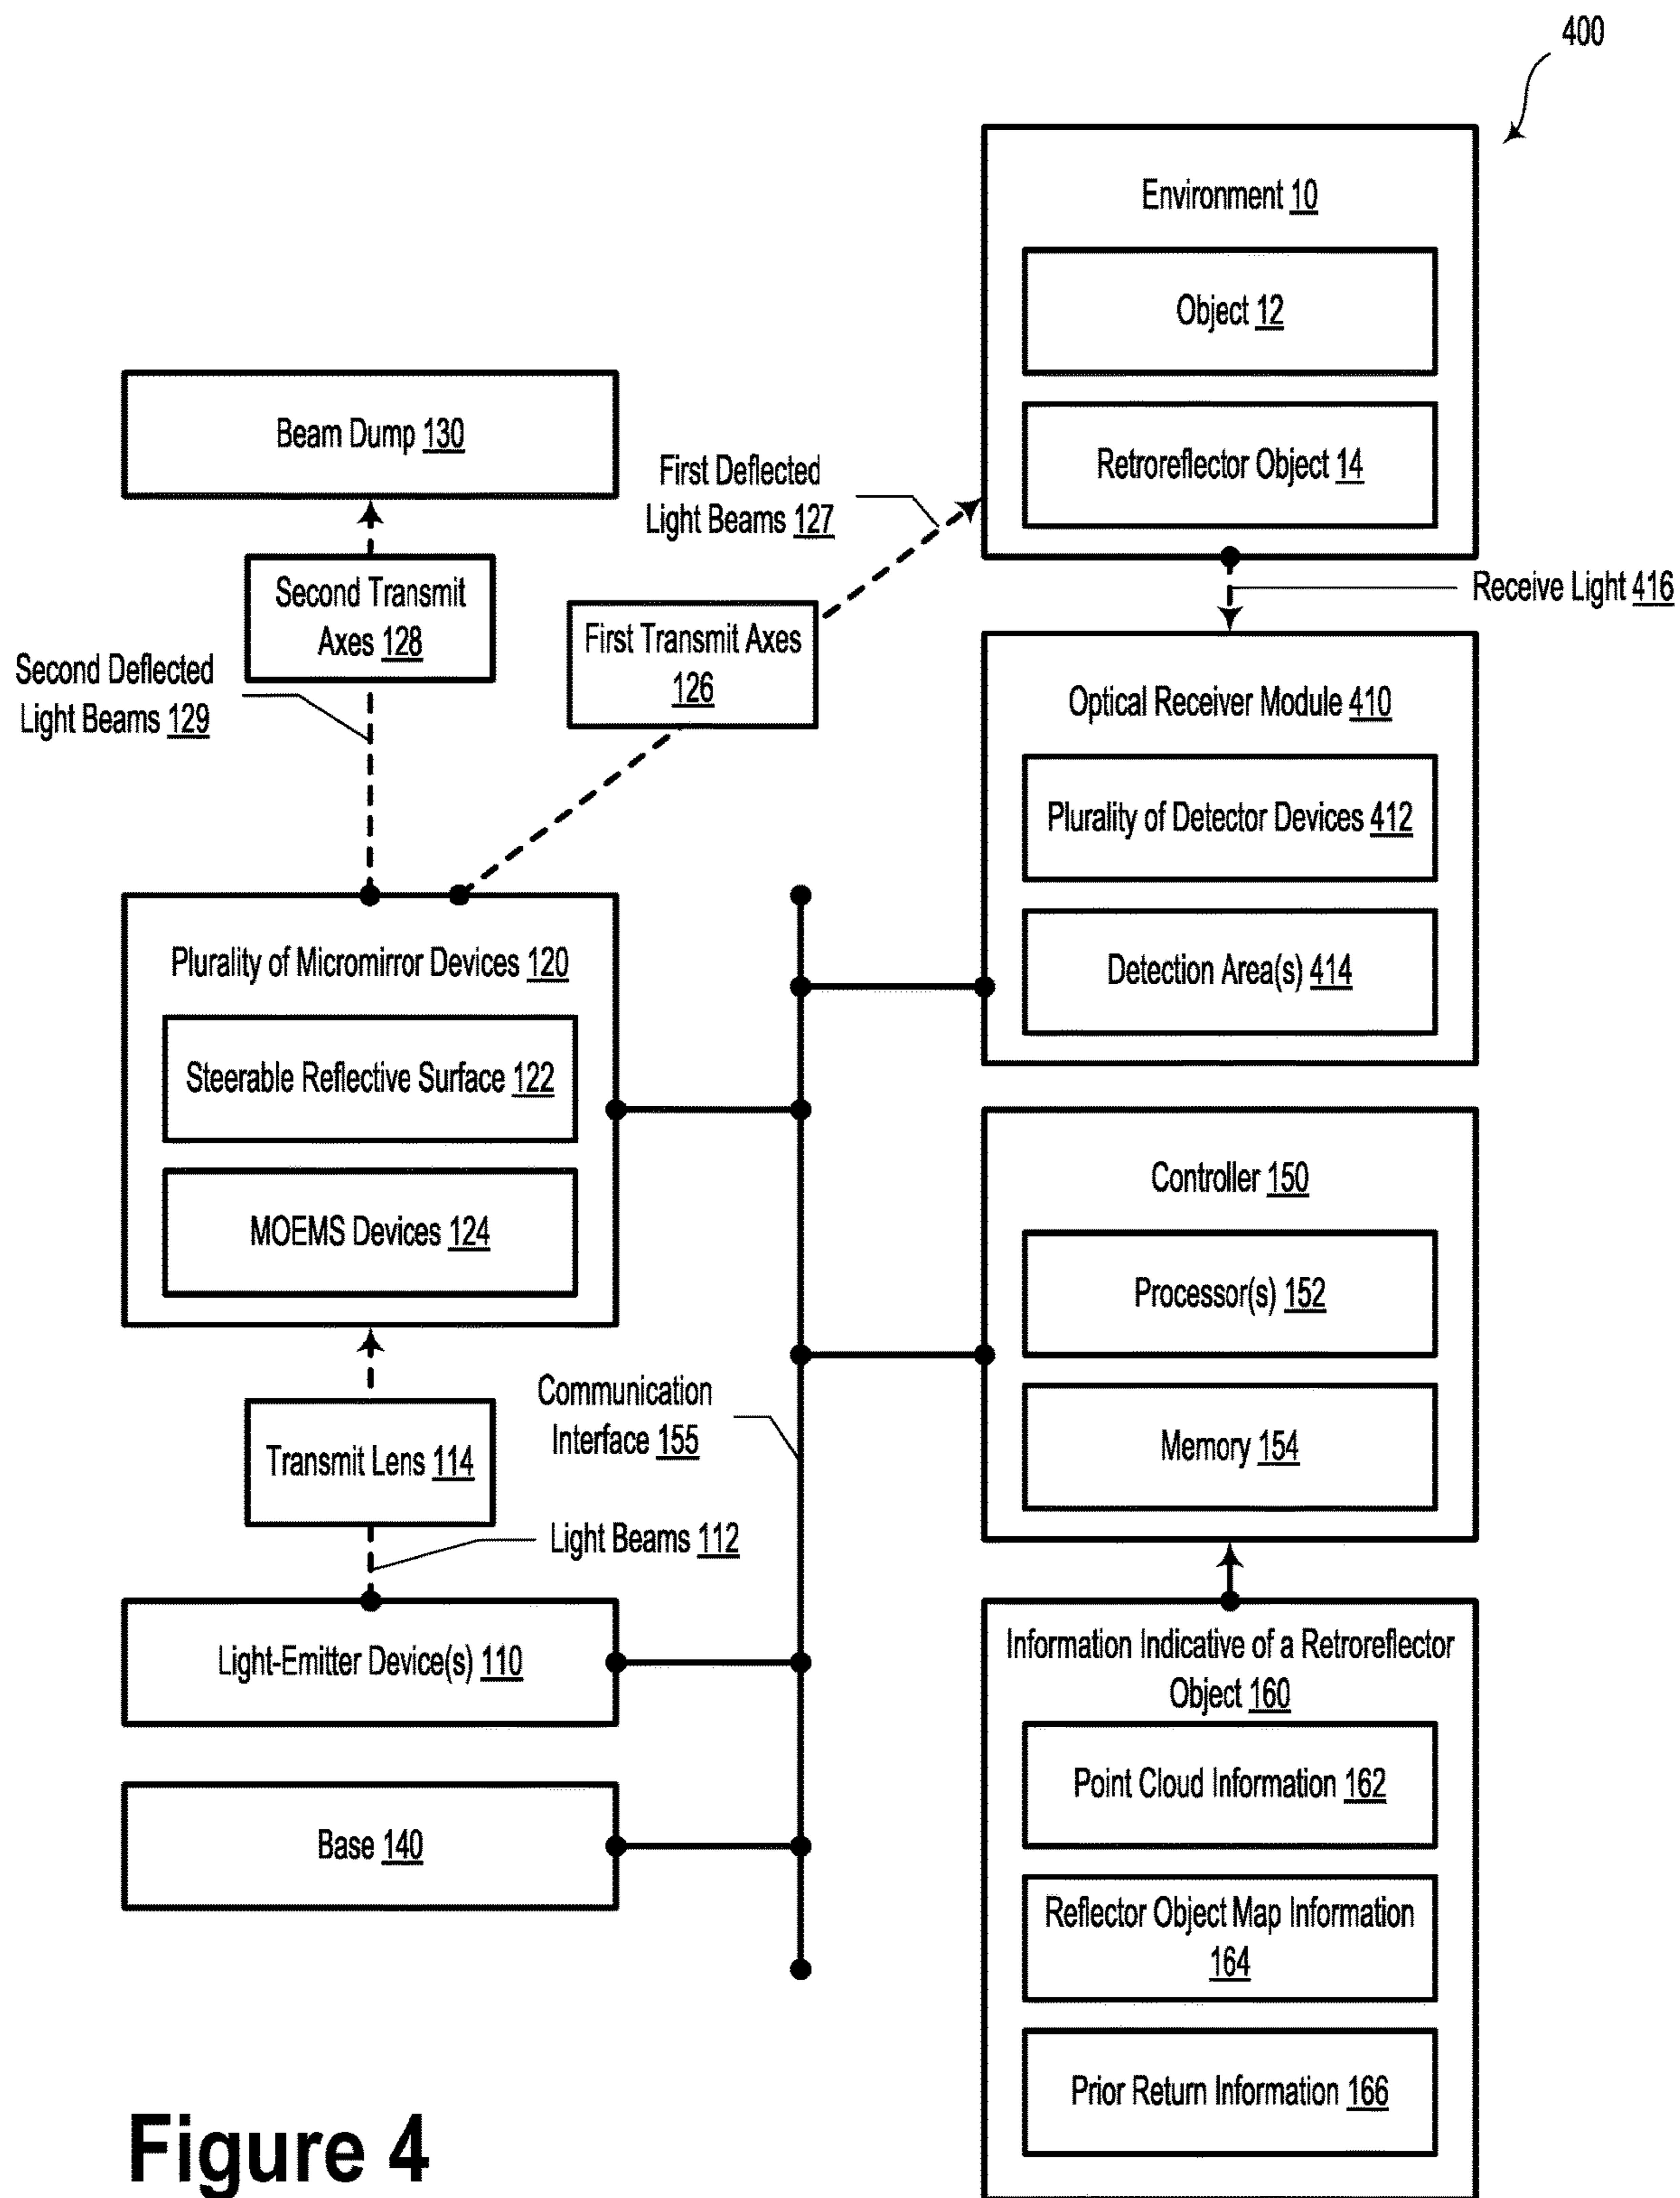 400
Environment 10
Object 12
Retroreflector Object 14
Beam Dump 130
First Deflected
Light Beams 127
Second Transmit
Axes 128
Receive Light 416
First Transmit Axes
126
Second Deflected
Light Beams 129
Optical Receiver Module 410
Plurality of Detector Devices 412
Detection Area(s) 414
Plurality of Micromirror Devices 120
Steerable Reflective Surface 122
MOEMS Devices 124
Controller 150
Processor(s) 152
Memory 154
Communication
Interface 155
Transmit Lens 114
Light Beams 112
Light-Emitter Device(s) 110
Base 140
Information Indicative of a Retroreflector
Object 160
Point Cloud Information 162
Reflector Object Map Information
164
Prior Return Information 166
Figure 4